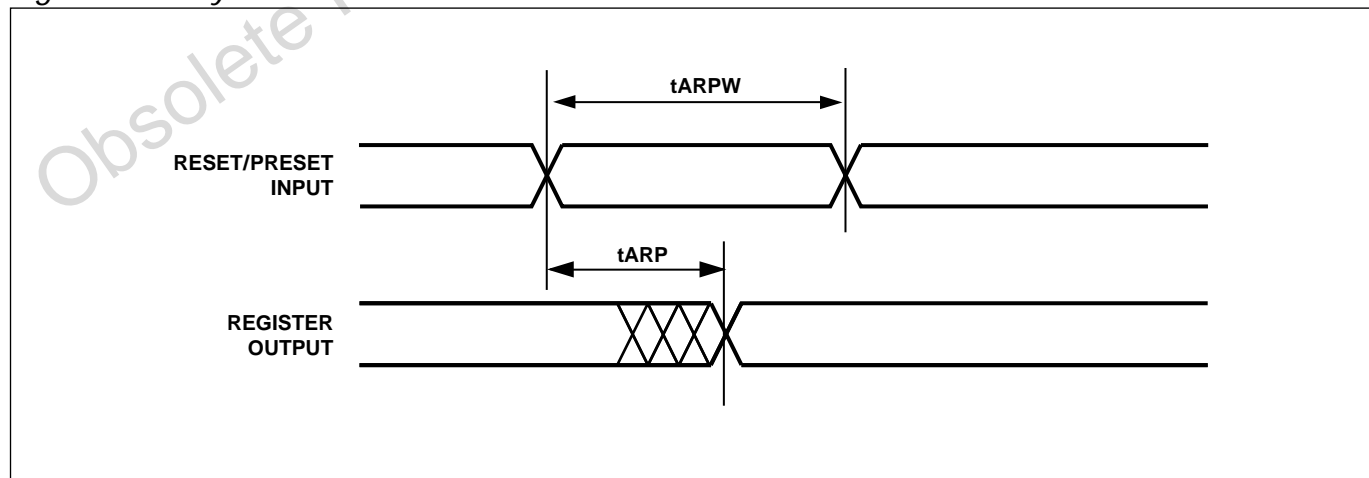 tARPW
RESET/PRESET
INPUT
tARP
REGISTER
OUTPUT
Obsolete